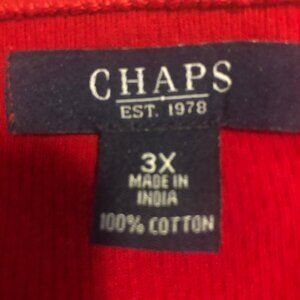 CHAPS
EST. 1978
3X
MADE IN
INDIA
100% COTTON